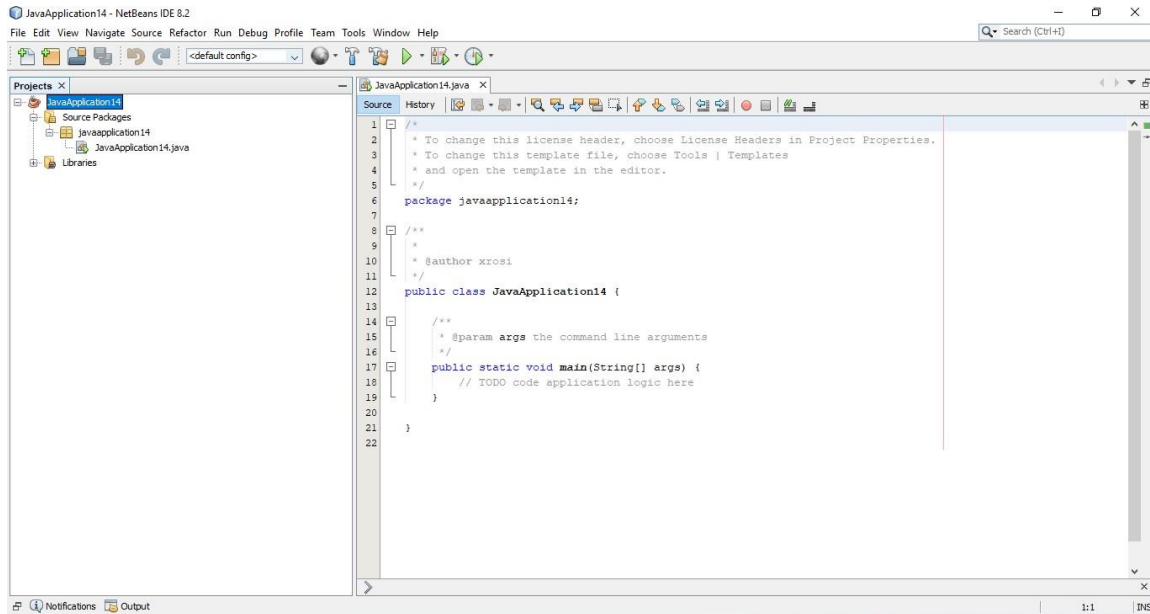 JavaApplication14 - NetBeans IDE 8.2
File Edit View Navigate Source Refactor Run Debug Profile Team Tools Window Help
Search (Ctrl+I)
<default config>
Projects
JavaApplication14.java
JavaApplication14
Source Packages
javaapplication14
JavaApplication14.java
Libraries
Source History
1 /*
2 * To change this license header, choose License Headers in Project Properties.
3 * To change this template file, choose Tools | Templates
4 * and open the template in the editor.
5 */
6 package javaapplication14;
7
8 /**
9 *
10 * @author xrosi
11 */
12 public class JavaApplication14 {
13
14 /**
15 * @param args the command line arguments
16 */
17 public static void main(String[] args) {
18 // TODO code application logic here
19 }
20
21 }
22
Notifications Output
1:1 INS